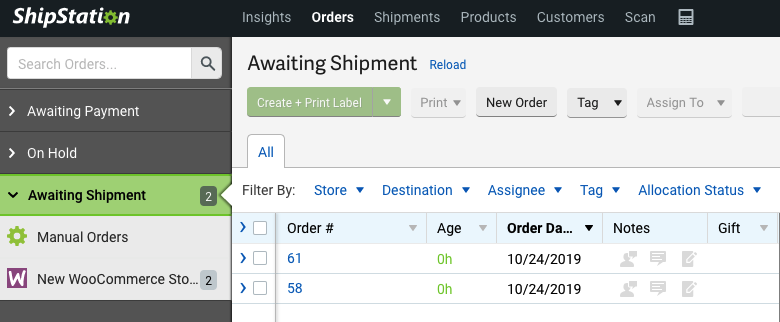 ShipStation Insights Orders Shipments Products Customers Scan
Search Orders...
Awaiting Payment
On Hold
Awaiting Shipment 2
Manual Orders
New WooCommerce Sto... 2
Awaiting Shipment Reload
Create + Print Label Print New Order Tag Assign To
All
Filter By: Store Destination Assignee Tag Allocation Status
Order # Age Order Da... Notes Gift
61 0h 10/24/2019
58 0h 10/24/2019